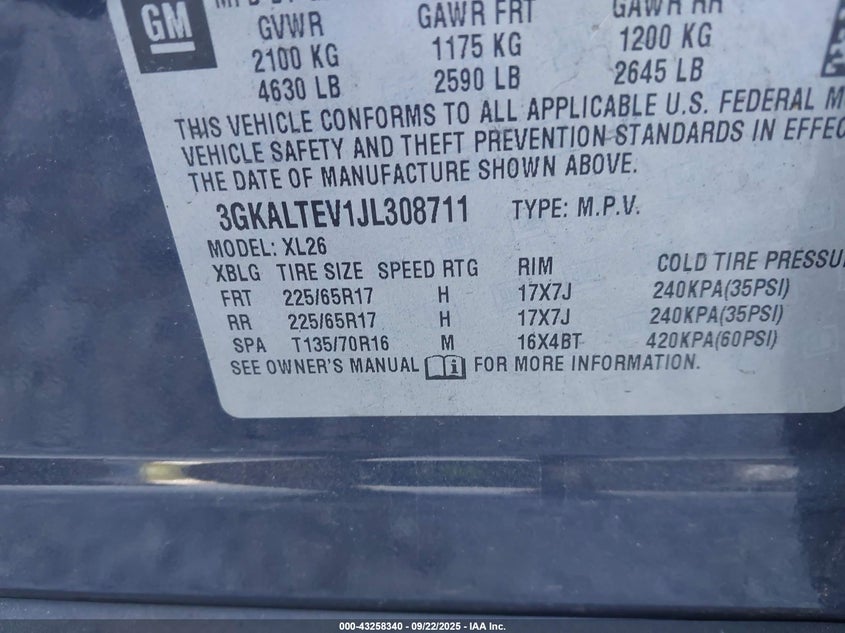 GM
GVWR GAWR FRT GAWR RR
2100 KG 1175 KG 1200 KG
4630 LB 2590 LB 2645 LB
THIS VEHICLE CONFORMS TO ALL APPLICABLE U.S. FEDERAL M
VEHICLE SAFETY AND THEFT PREVENTION STANDARDS IN EFFEC
THE DATE OF MANUFACTURE SHOWN ABOVE.
3GKALTEV1JL308711 TYPE: M.P.V.
MODEL: XL26
XBLG TIRE SIZE SPEED RTG RIM COLD TIRE PRESSU
FRT 225/65R17 H 17X7J 240KPA(35PSI)
RR 225/65R17 H 17X7J 240KPA(35PSI)
SPA T135/70R16 M 16X4BT 420KPA(60PSI)
SEE OWNER'S MANUAL FOR MORE INFORMATION.
000-43258340 - 09/22/2025 - IAA Inc.